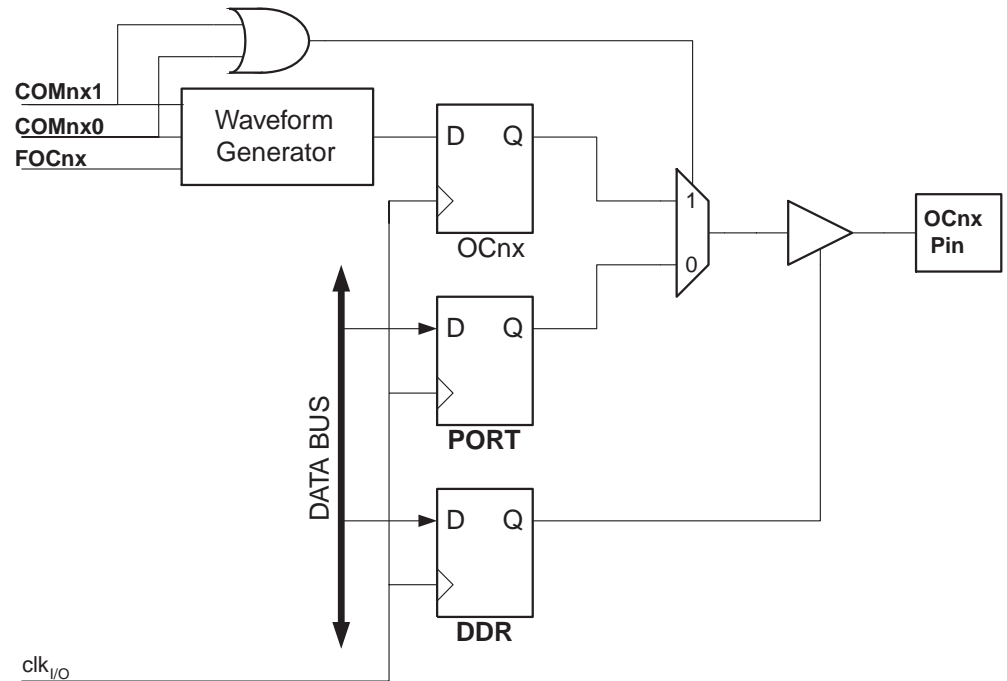 COMnx1
COMnx0
FOCnx
Waveform
Generator
D Q
OCnx
1
0
OCnx
Pin
DATA BUS
D Q
PORT
D Q
DDR
clkI/O